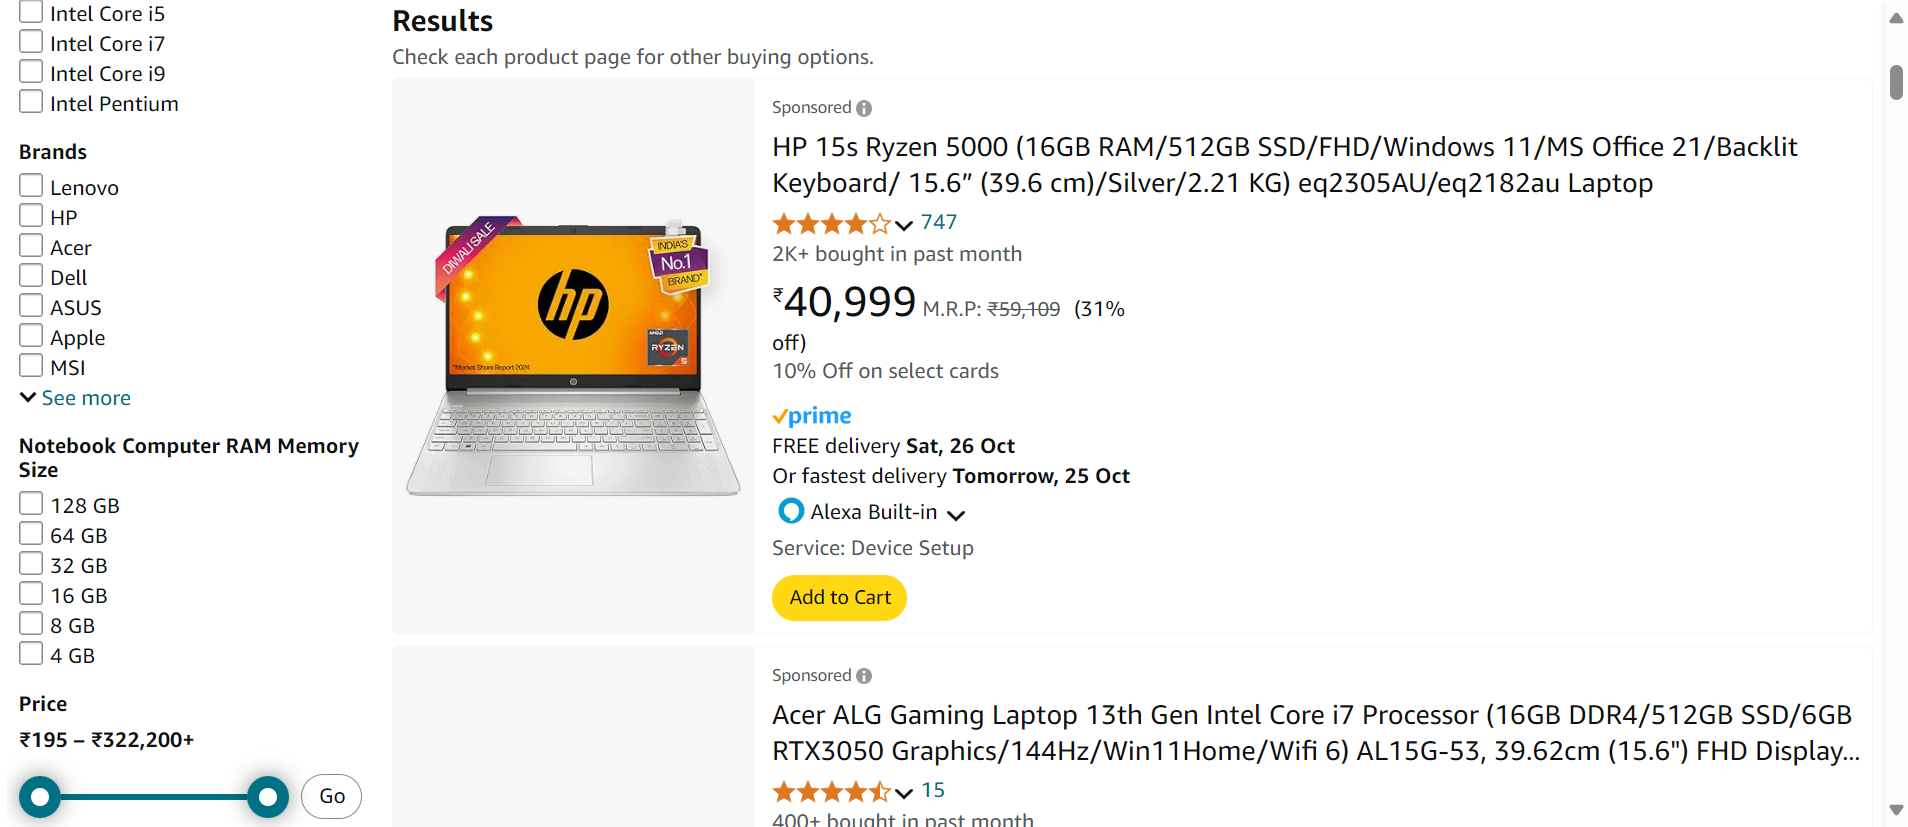 Intel Core i5
Intel Core i7
Intel Core i9
Intel Pentium
Brands
Lenovo
HP
Acer
Dell
ASUS
Apple
MSI
See more
Notebook Computer RAM Memory
Size
128 GB
64 GB
32 GB
16 GB
8 GB
4 GB
Price
₹195 – ₹322,200+
Go
Results
Check each product page for other buying options.
DIWALI SALE
INDIA'S
No.1
BRAND*
hp
AMD
RYZEN
5
*Market Share Report 2024
hp
Sponsored
HP 15s Ryzen 5000 (16GB RAM/512GB SSD/FHD/Windows 11/MS Office 21/Backlit
Keyboard/ 15.6” (39.6 cm)/Silver/2.21 KG) eq2305AU/eq2182au Laptop
747
2K+ bought in past month
₹40,999 M.R.P: ₹59,109 (31%
off)
10% Off on select cards
prime
FREE delivery Sat, 26 Oct
Or fastest delivery Tomorrow, 25 Oct
Alexa Built-in
Service: Device Setup
Add to Cart
Sponsored
Acer ALG Gaming Laptop 13th Gen Intel Core i7 Processor (16GB DDR4/512GB SSD/6GB
RTX3050 Graphics/144Hz/Win11Home/Wifi 6) AL15G-53, 39.62cm (15.6") FHD Display...
15
400+ bought in past month